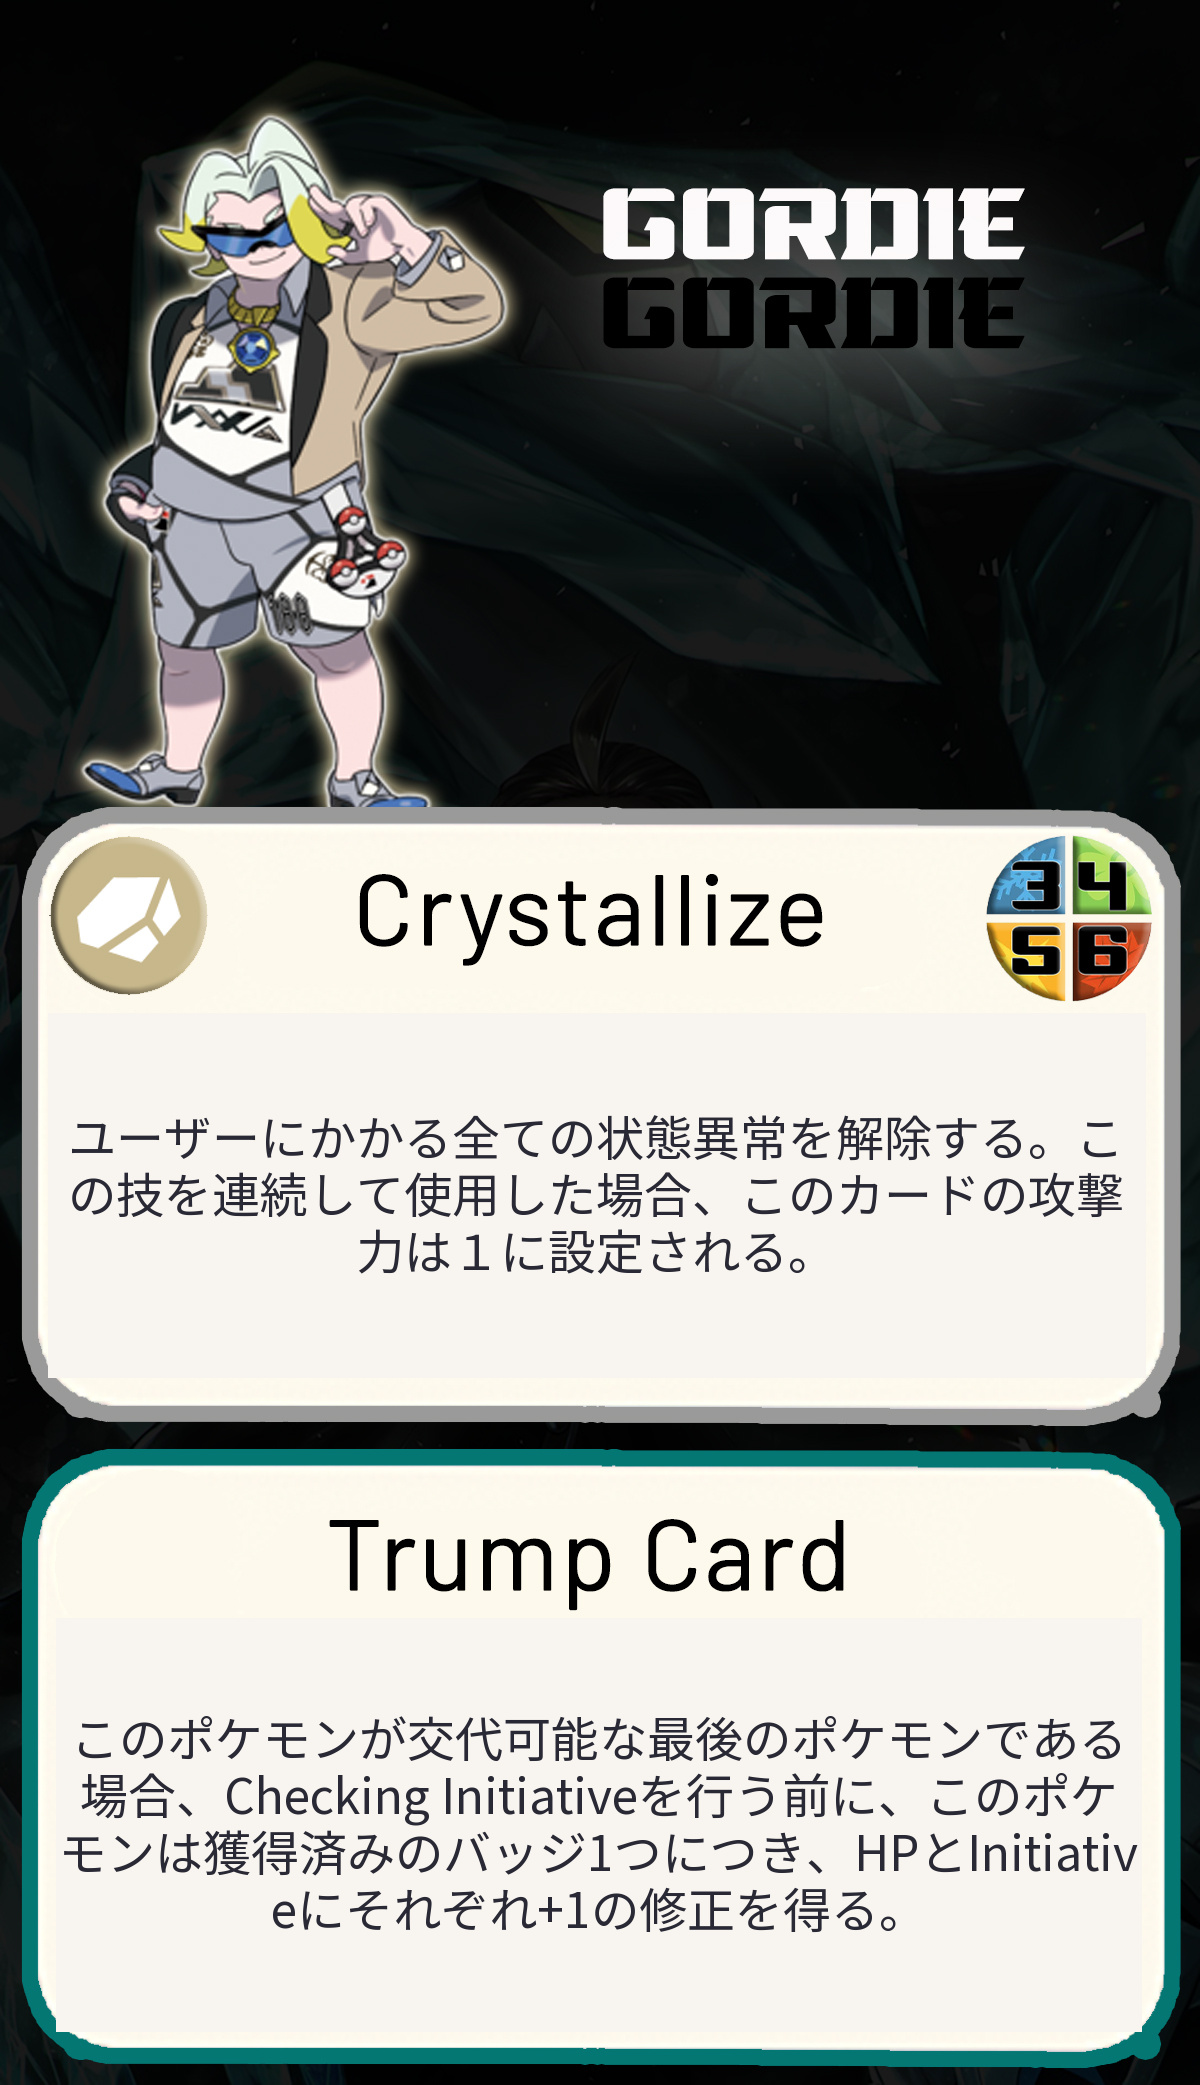 GORDIE
GORDIE
Crystallize
3 4
5 6
ユーザーにかかる全ての状態異常を解除する。こ
の技を連続して使用した場合、このカードの攻撃
力は１に設定される。
Trump Card
このポケモンが交代可能な最後のポケモンである
場合、Checking Initiativeを行う前に、このポケ
モンは獲得済みのバッジ1つにつき、HPとInitiativ
eにそれぞれ+1の修正を得る。